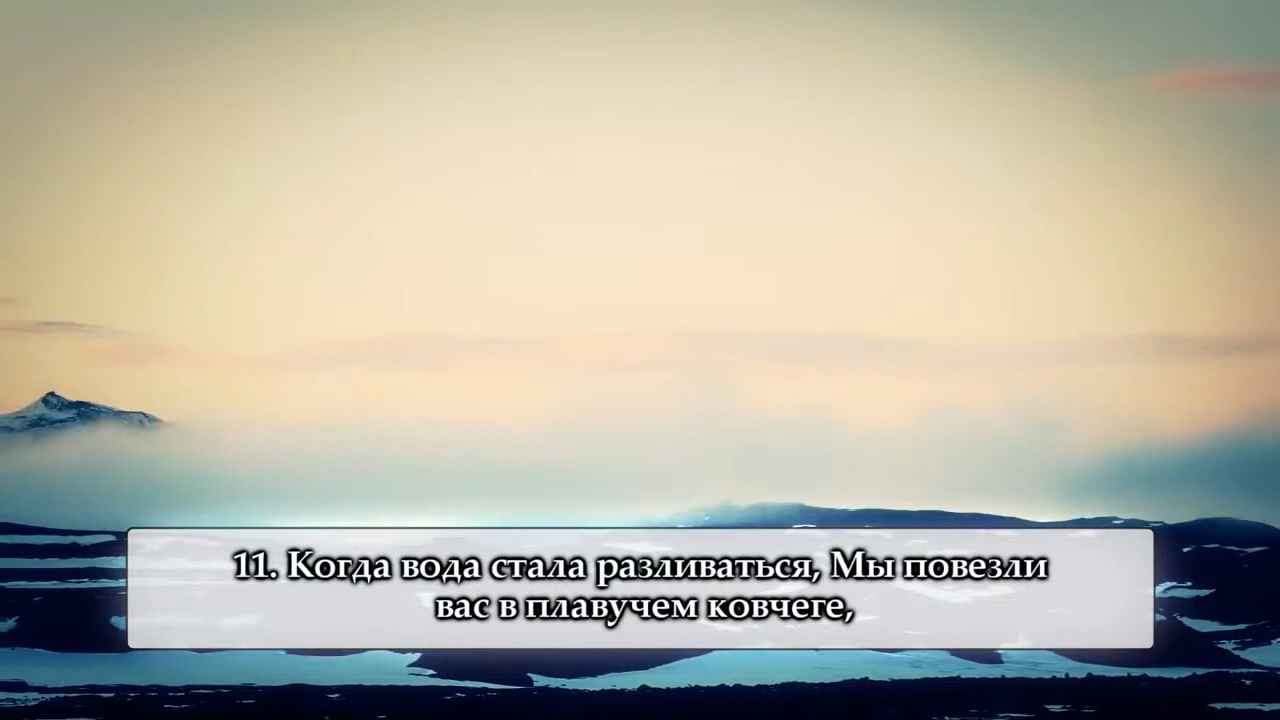 11. Когда вода стала разливаться, Мы повезли
вас в плавучем ковчеге,